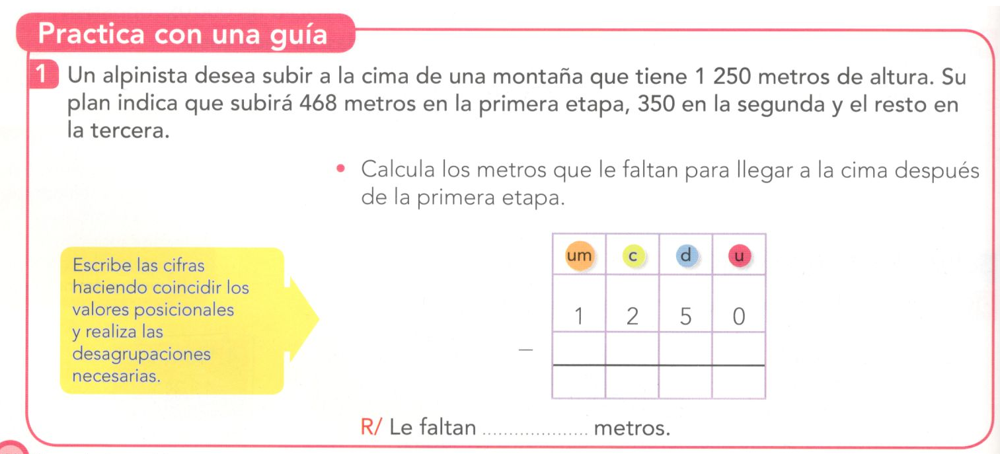 Practica con una guía
1 Un alpinista desea subir a la cima de una montaña que tiene 1 250 metros de altura. Su
plan indica que subirá 468 metros en la primera etapa, 350 en la segunda y el resto en
la tercera.
• Calcula los metros que le faltan para llegar a la cima después
de la primera etapa.
Escribe las cifras
haciendo coincidir los
valores posicionales
y realiza las
desagrupaciones
necesarias.
um c d u
1 2 5 0
–
R/ Le faltan .................... metros.